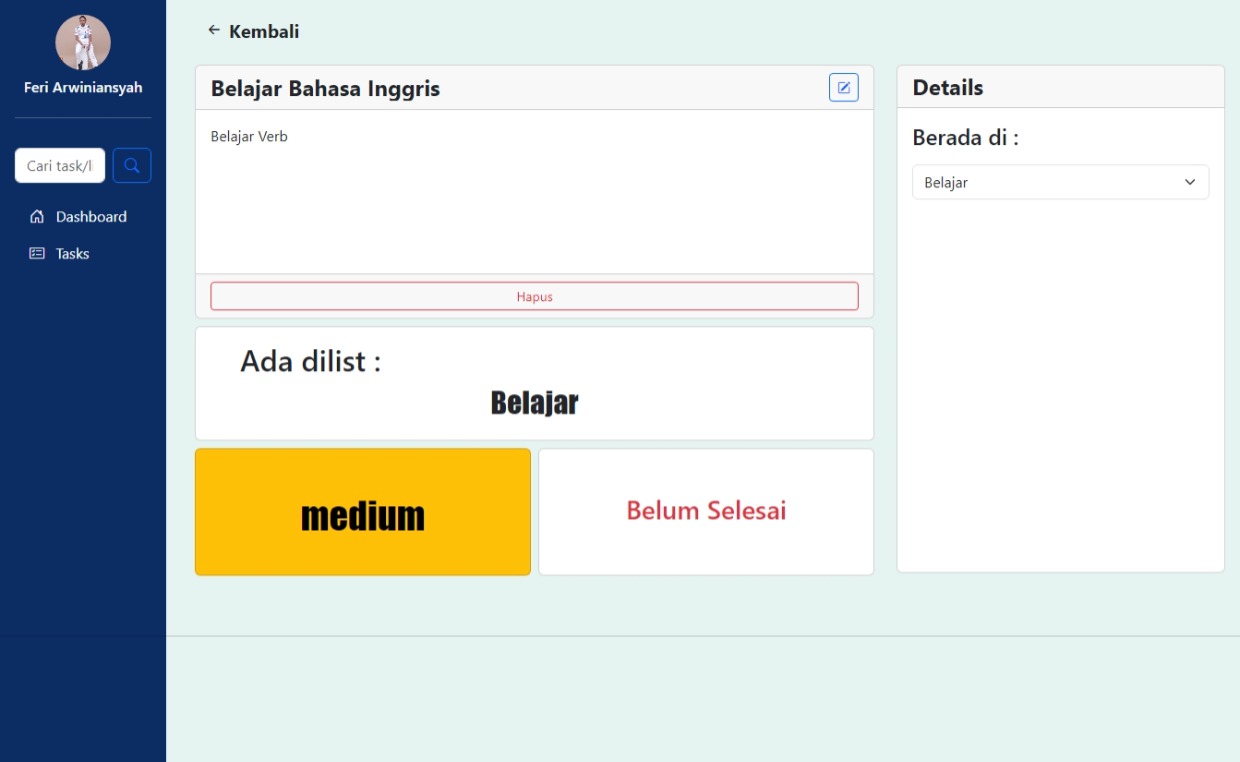 Feri Arwiniansyah
Cari task/l
Dashboard
Tasks
Kembali
Belajar Bahasa Inggris
Belajar Verb
Hapus
Ada dilist :
Belajar
medium
Belum Selesai
Details
Berada di :
Belajar